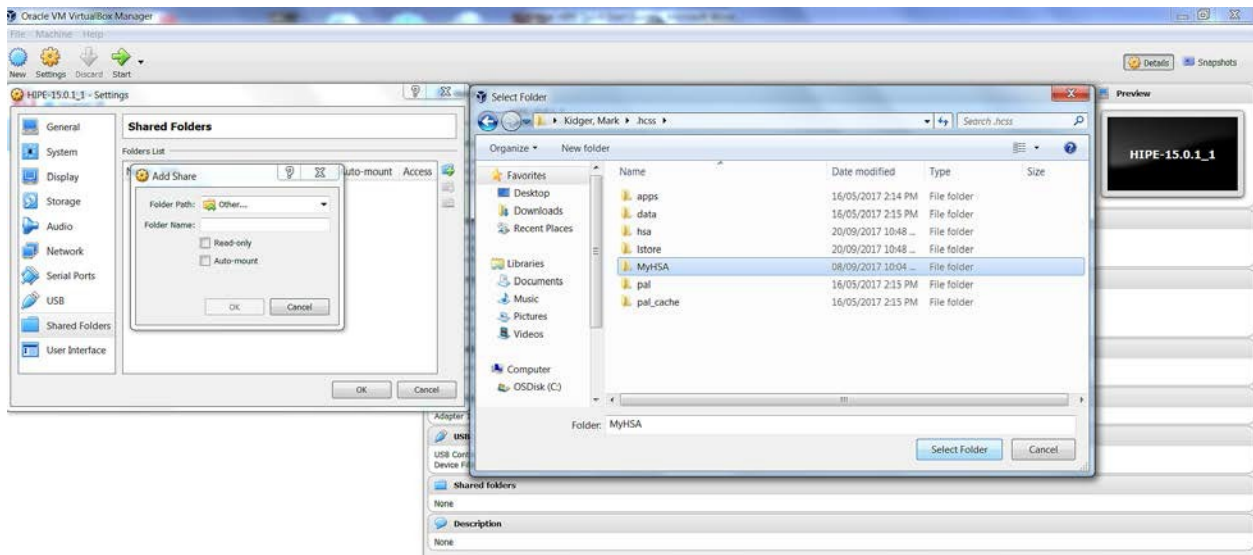 Oracle VM VirtualBox Manager
File Machine Help
New Settings Discard Start
Details Snapshots
HIPE-15.0.1_1 - Settings
General
System
Display
Storage
Audio
Network
Serial Ports
USB
Shared Folders
User Interface
Shared Folders
Folders List
Auto-mount Access
Add Share
Folder Path: Other...
Folder Name:
Read-only
Auto-mount
OK Cancel
OK Cancel
Select Folder
Kidger, Mark .hcss
Search .hcss
Organize New folder
Favorites
Desktop
Downloads
Recent Places
Libraries
Documents
Music
Pictures
Videos
Computer
OSDisk (C:)
Name Date modified Type Size
apps 16/05/2017 2:14 PM File folder
data 16/05/2017 2:15 PM File folder
hsa 20/09/2017 10:48 ... File folder
lstore 20/09/2017 10:48 ... File folder
MyHSA 08/09/2017 10:04 ... File folder
pal 16/05/2017 2:15 PM File folder
pal_cache 16/05/2017 2:15 PM File folder
Folder: MyHSA
Select Folder Cancel
Preview
HIPE-15.0.1_1
Adapter
USB
USB
Device
Shared folders
None
Description
None